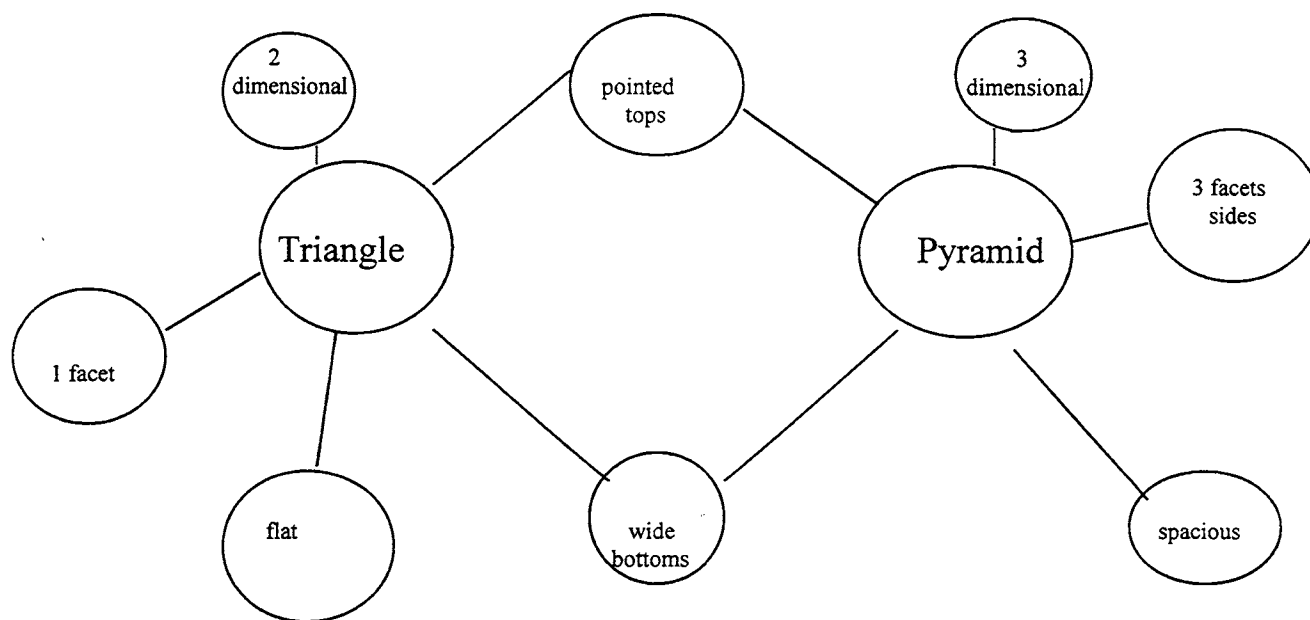 2
dimensional
pointed
tops
3
dimensional
3 facets
sides
Triangle
Pyramid
1 facet
flat
wide
bottoms
spacious